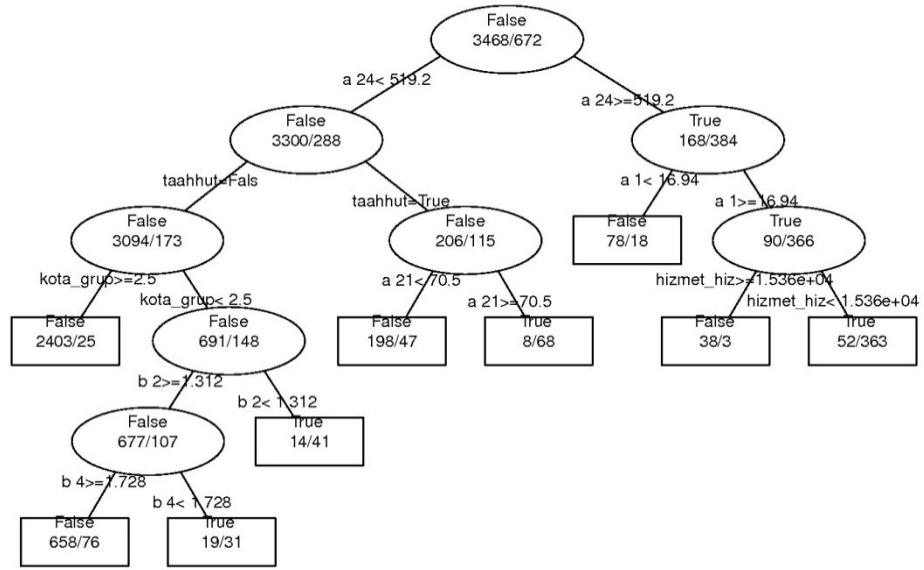 False
3468/672
a 24< 519.2
a 24>=519.2
False
3300/288
True
168/384
taahhut=Fals
taahhut=True
a 1< 16.94
a 1>=16.94
False
3094/173
False
206/115
False
78/18
True
90/366
kota_grup>=2.5
kota_grup< 2.5
a 21< 70.5
a 21>=70.5
hizmet_hiz>=1.536e+04
hizmet_hiz< 1.536e+04
False
2403/25
False
691/148
False
198/47
True
8/68
False
38/3
True
52/363
b 2>=1.312
b 2< 1.312
False
677/107
True
14/41
b 4>=1.728
b 4< 1.728
False
658/76
True
19/31